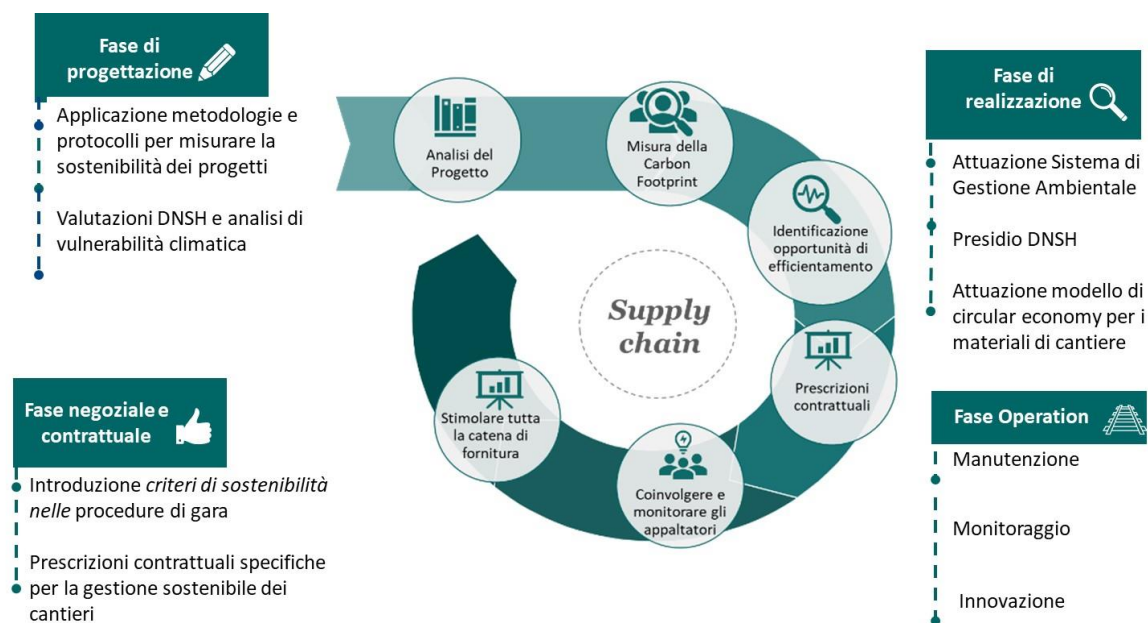 Fase di
progettazione
Applicazione metodologie e
protocolli per misurare la
sostenibilità dei progetti
Valutazioni DNSH e analisi di
vulnerabilità climatica
Fase negoziale e
contrattuale
Introduzione criteri di sostenibilità
nelle procedure di gara
Prescrizioni contrattuali specifiche
per la gestione sostenibile dei
cantieri
Analisi del
Progetto
Misura della
Carbon
Footprint
Identificazione
opportunità di
efficientamento
Prescrizioni
contrattuali
Coinvolgere e
monitorare gli
appaltatori
Stimolare tutta
la catena di
fornitura
Supply
chain
Fase di
realizzazione
Attuazione Sistema di
Gestione Ambientale
Presidio DNSH
Attuazione modello di
circular economy per i
materiali di cantiere
Fase Operation
Manutenzione
Monitoraggio
Innovazione